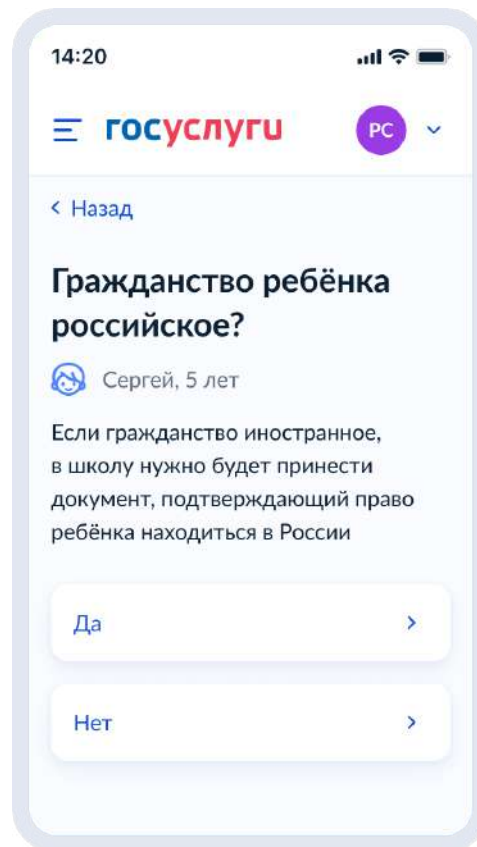 14:20
госуслуги
РС
Назад
Гражданство ребёнка
российское?
Сергей, 5 лет
Если гражданство иностранное,
в школу нужно будет принести
документ, подтверждающий право
ребёнка находиться в России
Да
Нет